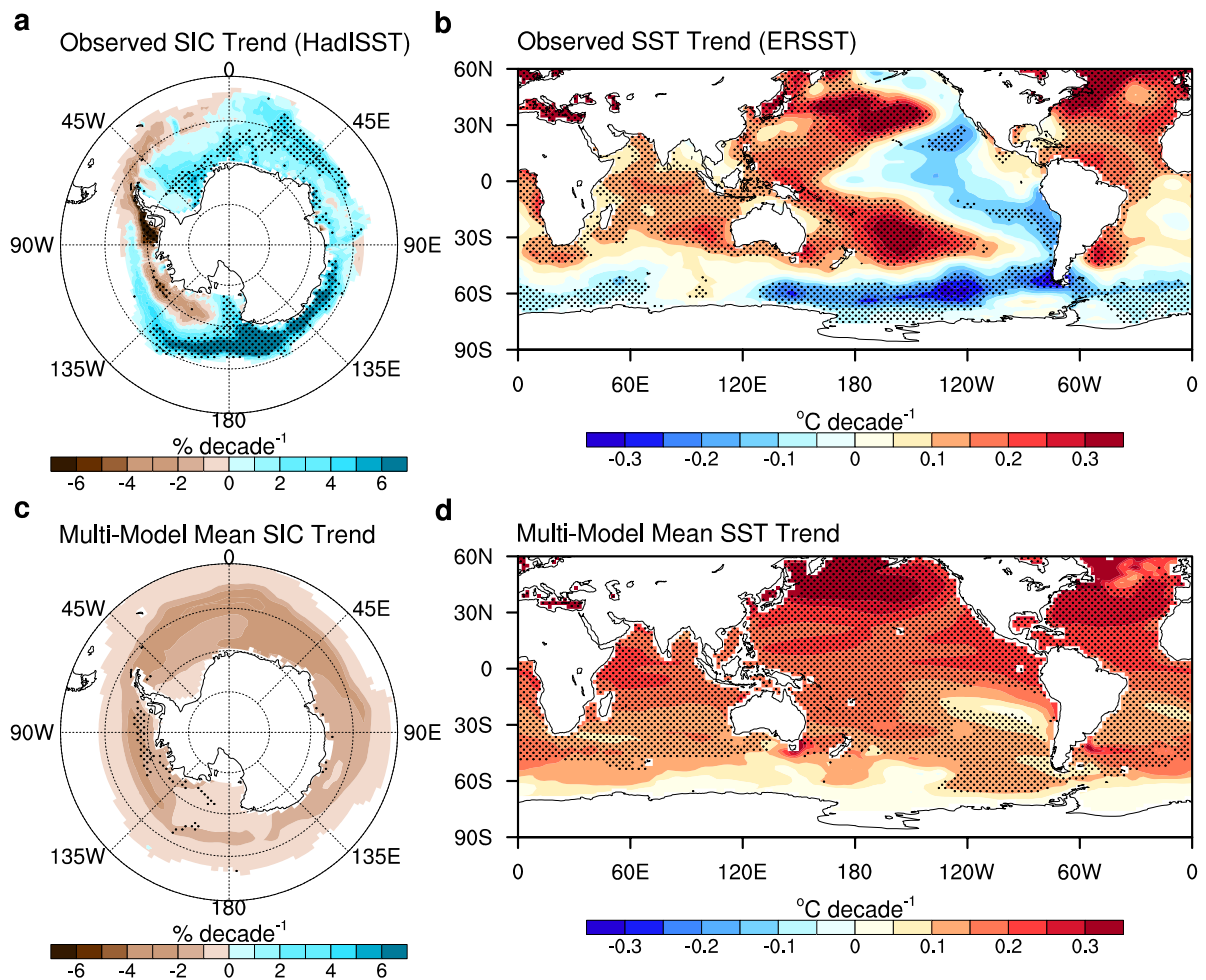 a
Observed SIC Trend (HadISST)
0
45W
45E
90W
90E
135W
135E
180
% decade⁻¹
-6 -4 -2 0 2 4 6
b
Observed SST Trend (ERSST)
60N
30N
0
30S
60S
90S
0 60E 120E 180 120W 60W 0
°C decade⁻¹
-0.3 -0.2 -0.1 0 0.1 0.2 0.3
c
Multi-Model Mean SIC Trend
0
45W
45E
90W
90E
135W
135E
180
% decade⁻¹
-6 -4 -2 0 2 4 6
d
Multi-Model Mean SST Trend
60N
30N
0
30S
60S
90S
0 60E 120E 180 120W 60W 0
°C decade⁻¹
-0.3 -0.2 -0.1 0 0.1 0.2 0.3